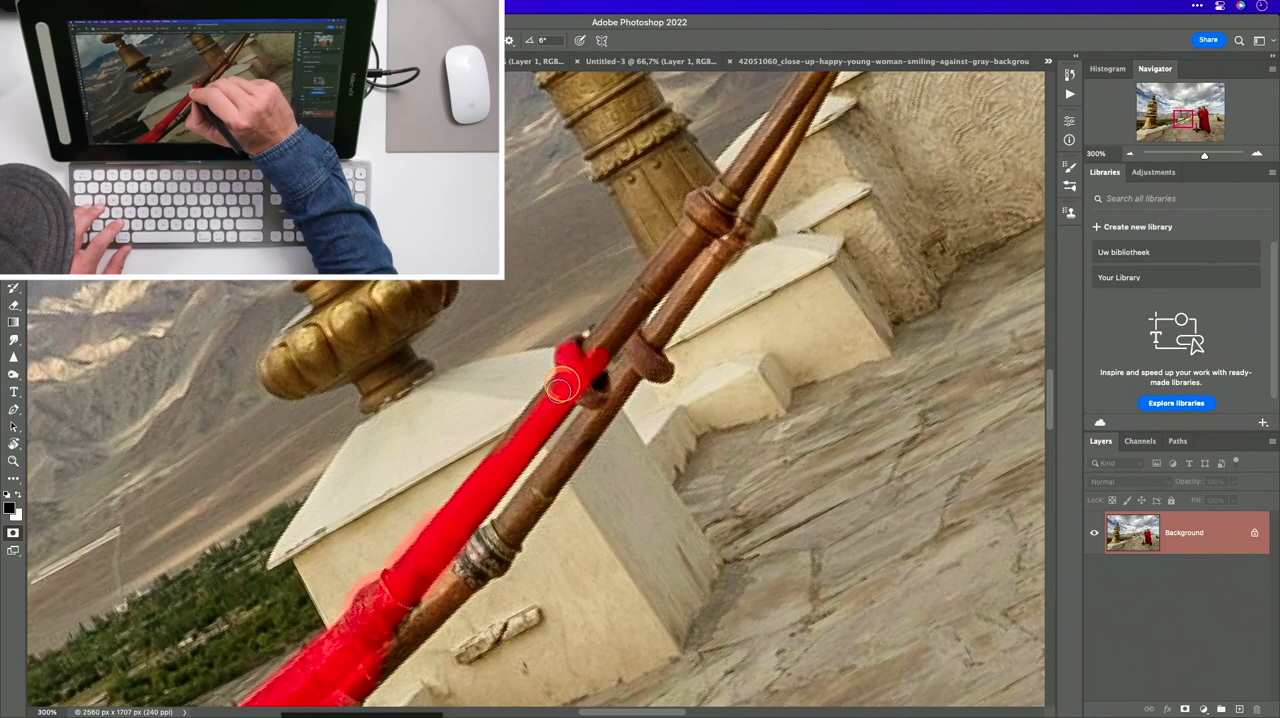 Adobe Photoshop 2022
6°
Share
(Layer 1, RGB...
Untitled-3 @ 66,7% (Layer 1, RGB...
42051060_close-up-happy-young-woman-smiling-against-gray-backgrou
Histogram
Navigator
300%
Libraries
Adjustments
Search all libraries
Create new library
Uw bibliotheek
Your Library
Inspire and speed up your work with ready-
made libraries.
Explore libraries
Layers
Channels
Paths
Kind
Normal
Opacity: 100%
Lock:
Fill: 100%
Background
300%
2560 px x 1707 px (240 ppi)